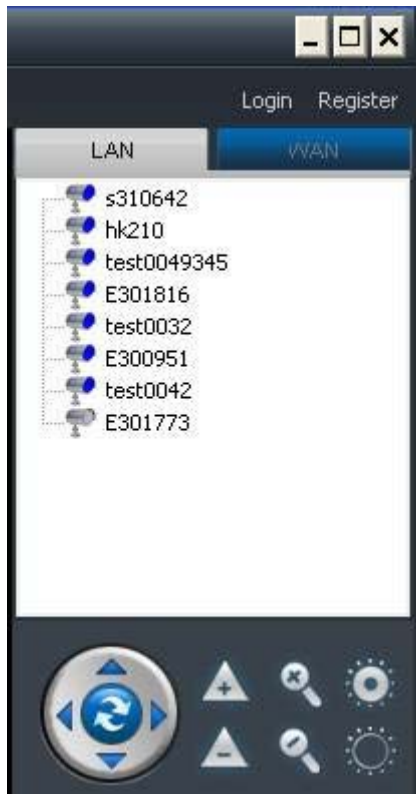 Login Register
LAN WAN
s310642
hk210
test0049345
E301816
test0032
E300951
test0042
E301773